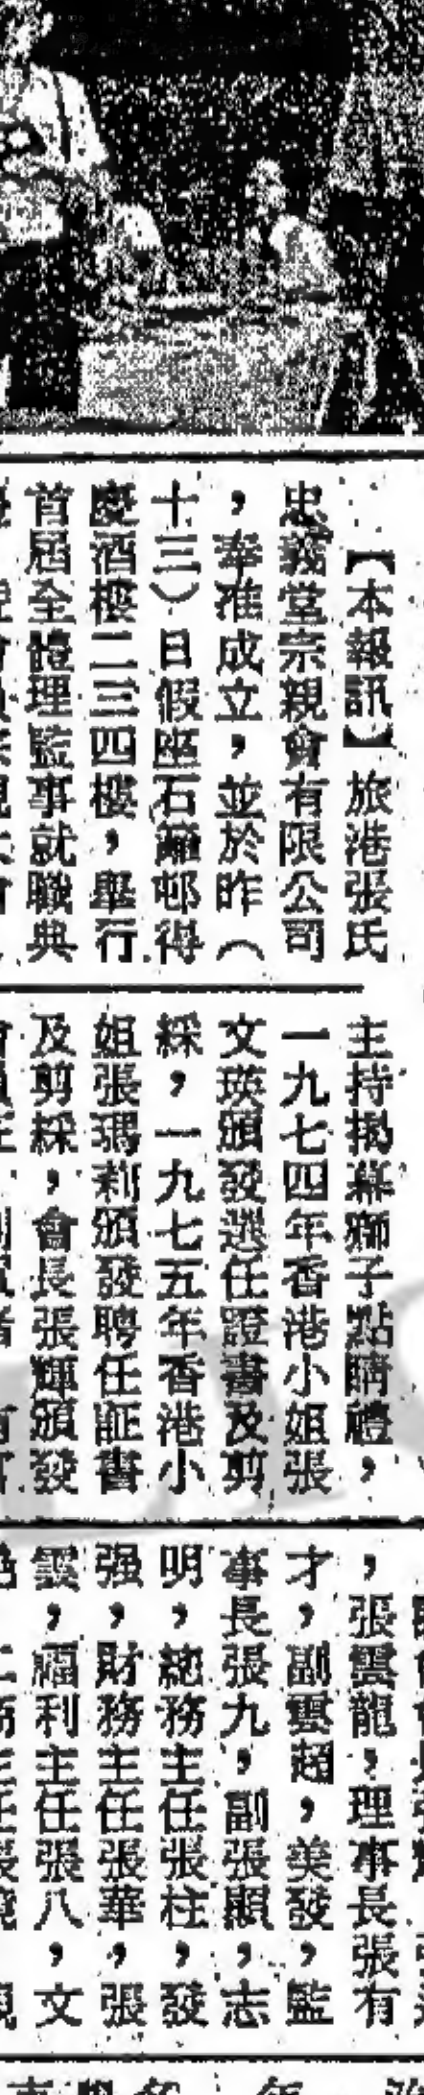 【本報訊】旅港張氏
忠義堂宗親會有限公司
，奉准成立，並於昨（
十三）日假座石籬邨得
慶酒樓二三四樓，舉行
首屆全體理監事就職典
主持揭幕獅子點睛禮，
一九七四年香港小姐張
文瑛頒發選任證書及剪
綵，一九七五年香港小
姐張瑪莉頒發聘任証書
及剪綵，會長張輝頒發
，張雲龍，理事長張有
才，副雲超，美發，監
事長張九，副張顯，志
明，總務主任張柱，發
强，財務主任張華，張
雲，福利主任張八，文